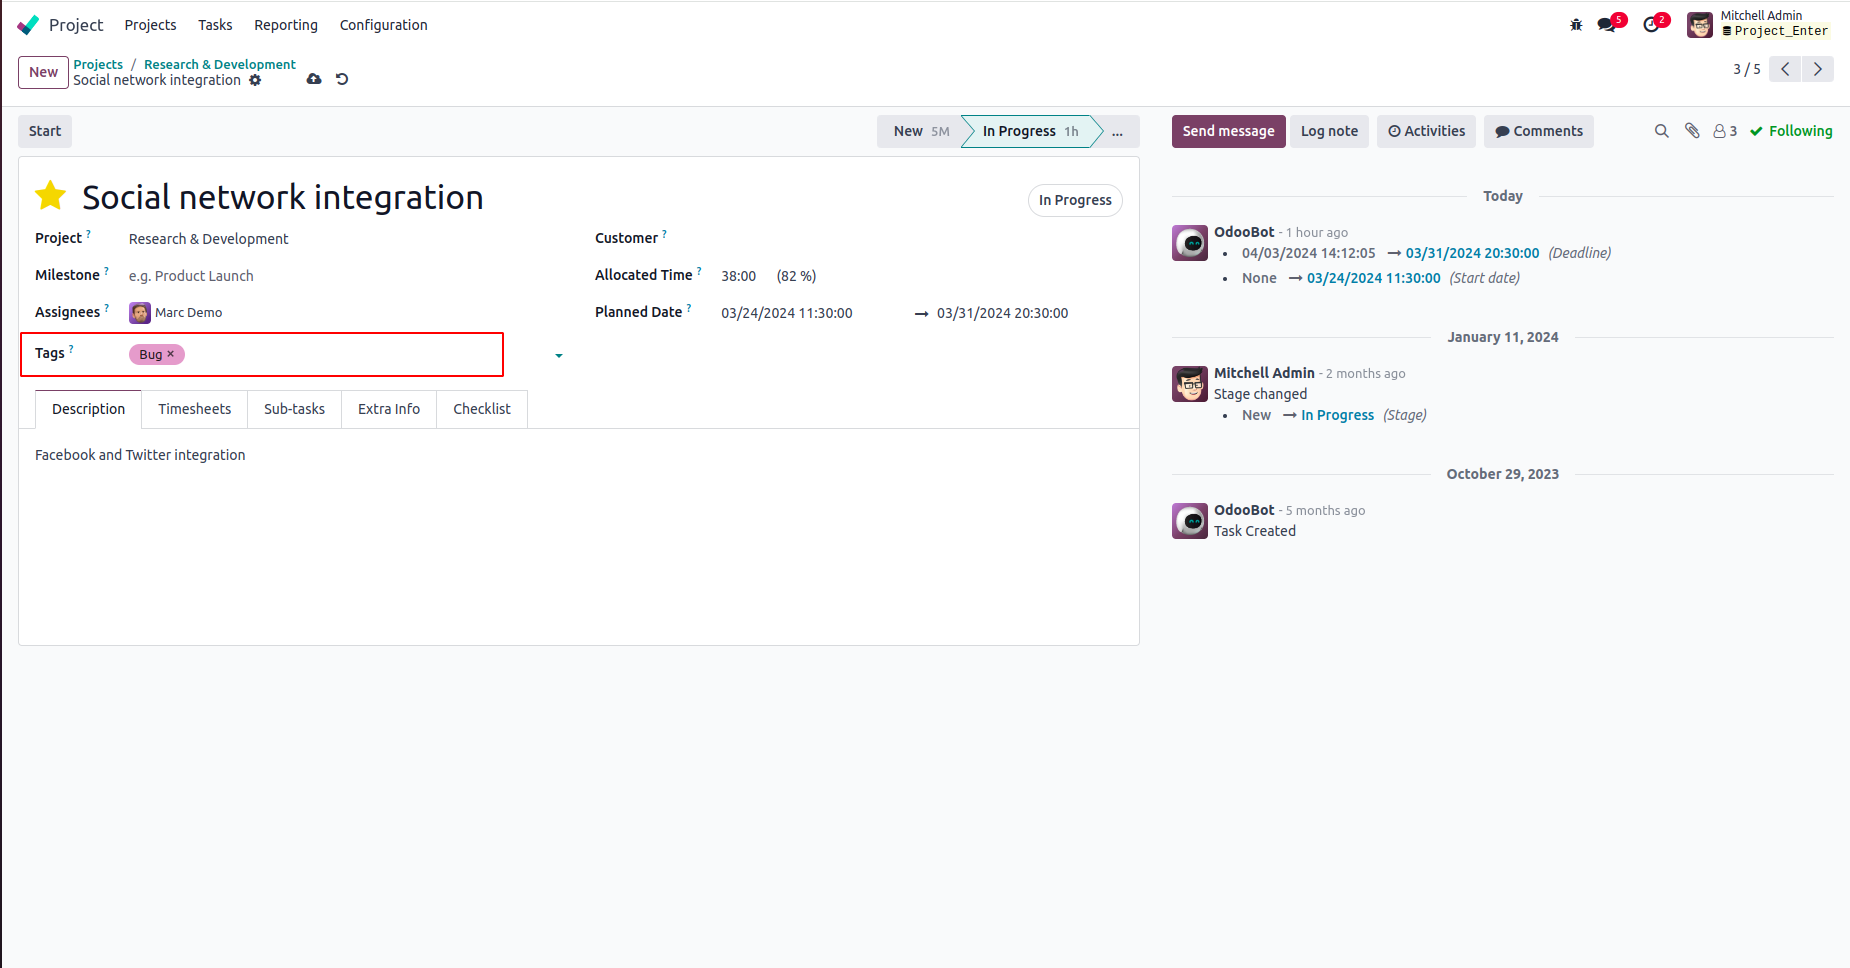 Project Projects Tasks Reporting Configuration
5 2 Mitchell Admin
Project_Enter
New Projects / Research & Development
Social network integration
3 / 5
Start New 5M In Progress 1h ...
Send message Log note Activities Comments 3 Following
Social network integration
In Progress
Project ? Research & Development
Customer ?
Milestone ? e.g. Product Launch
Allocated Time ? 38:00 (82 %)
Assignees ? Marc Demo
Planned Date ? 03/24/2024 11:30:00 → 03/31/2024 20:30:00
Tags ? Bug ×
Description Timesheets Sub-tasks Extra Info Checklist
Facebook and Twitter integration
Today
OdooBot - 1 hour ago
• 04/03/2024 14:12:05 → 03/31/2024 20:30:00 (Deadline)
• None → 03/24/2024 11:30:00 (Start date)
January 11, 2024
Mitchell Admin - 2 months ago
Stage changed
• New → In Progress (Stage)
October 29, 2023
OdooBot - 5 months ago
Task Created